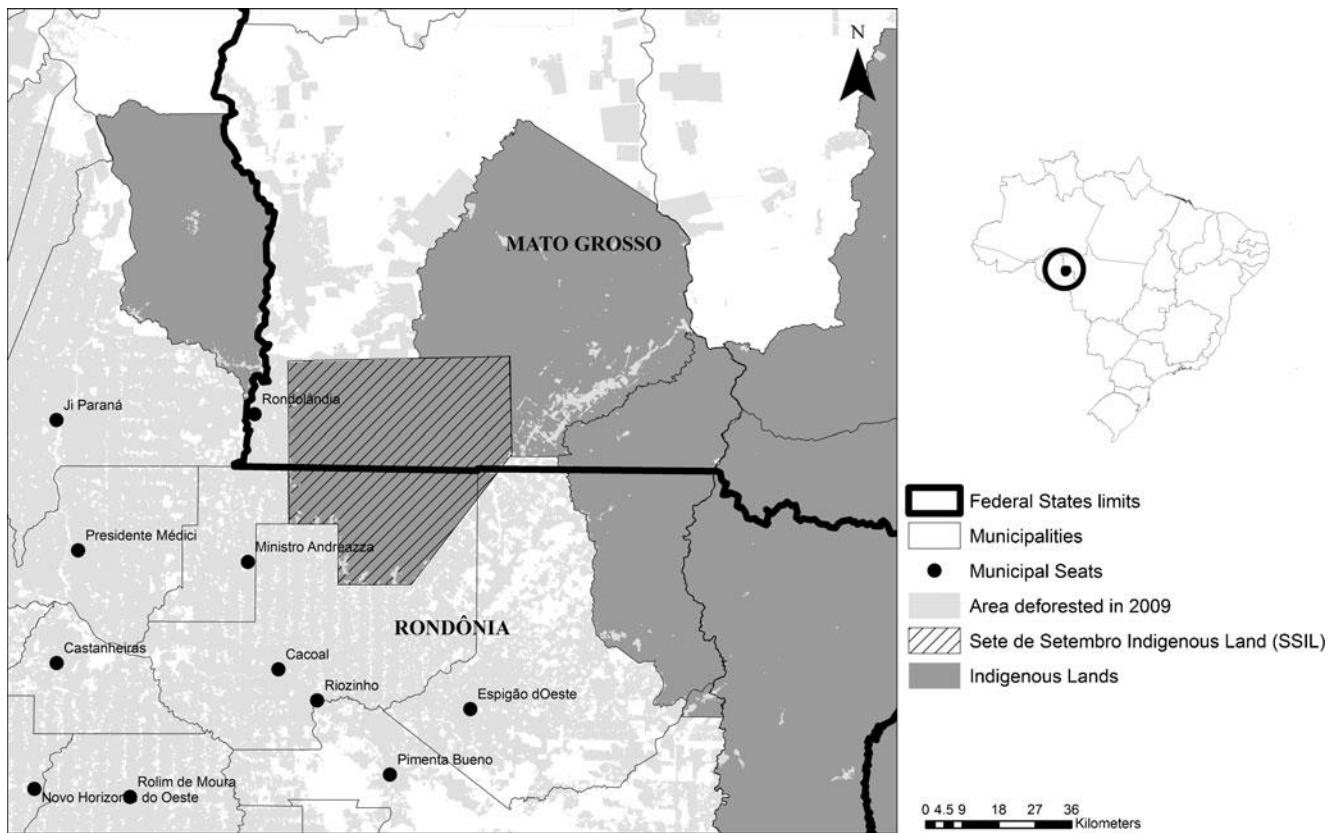 N
MATO GROSSO
Rondolândia
Ji Paraná
Presidente Médici
Ministro Andreazza
RONDÔNIA
Castanheiras
Cacoal
Riozinho
Espigão dOeste
Pimenta Bueno
Rolim de Moura
Novo Horizonte do Oeste
Federal States limits
Municipalities
Municipal Seats
Area deforested in 2009
Sete de Setembro Indigenous Land (SSIL)
Indigenous Lands
0 4.5 9 18 27 36
Kilometers